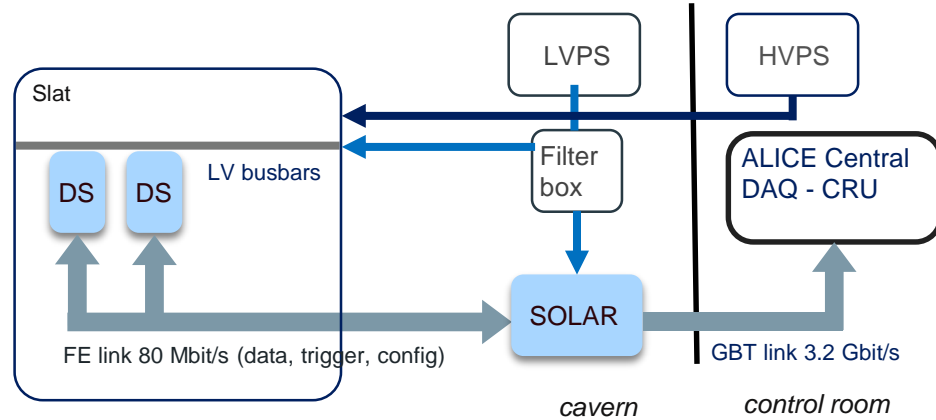 LVPS
HVPS
Slat
LV busbars
Filter
box
ALICE Central
DAQ - CRU
DS
DS
SOLAR
FE link 80 Mbit/s (data, trigger, config)
GBT link 3.2 Gbit/s
cavern
control room